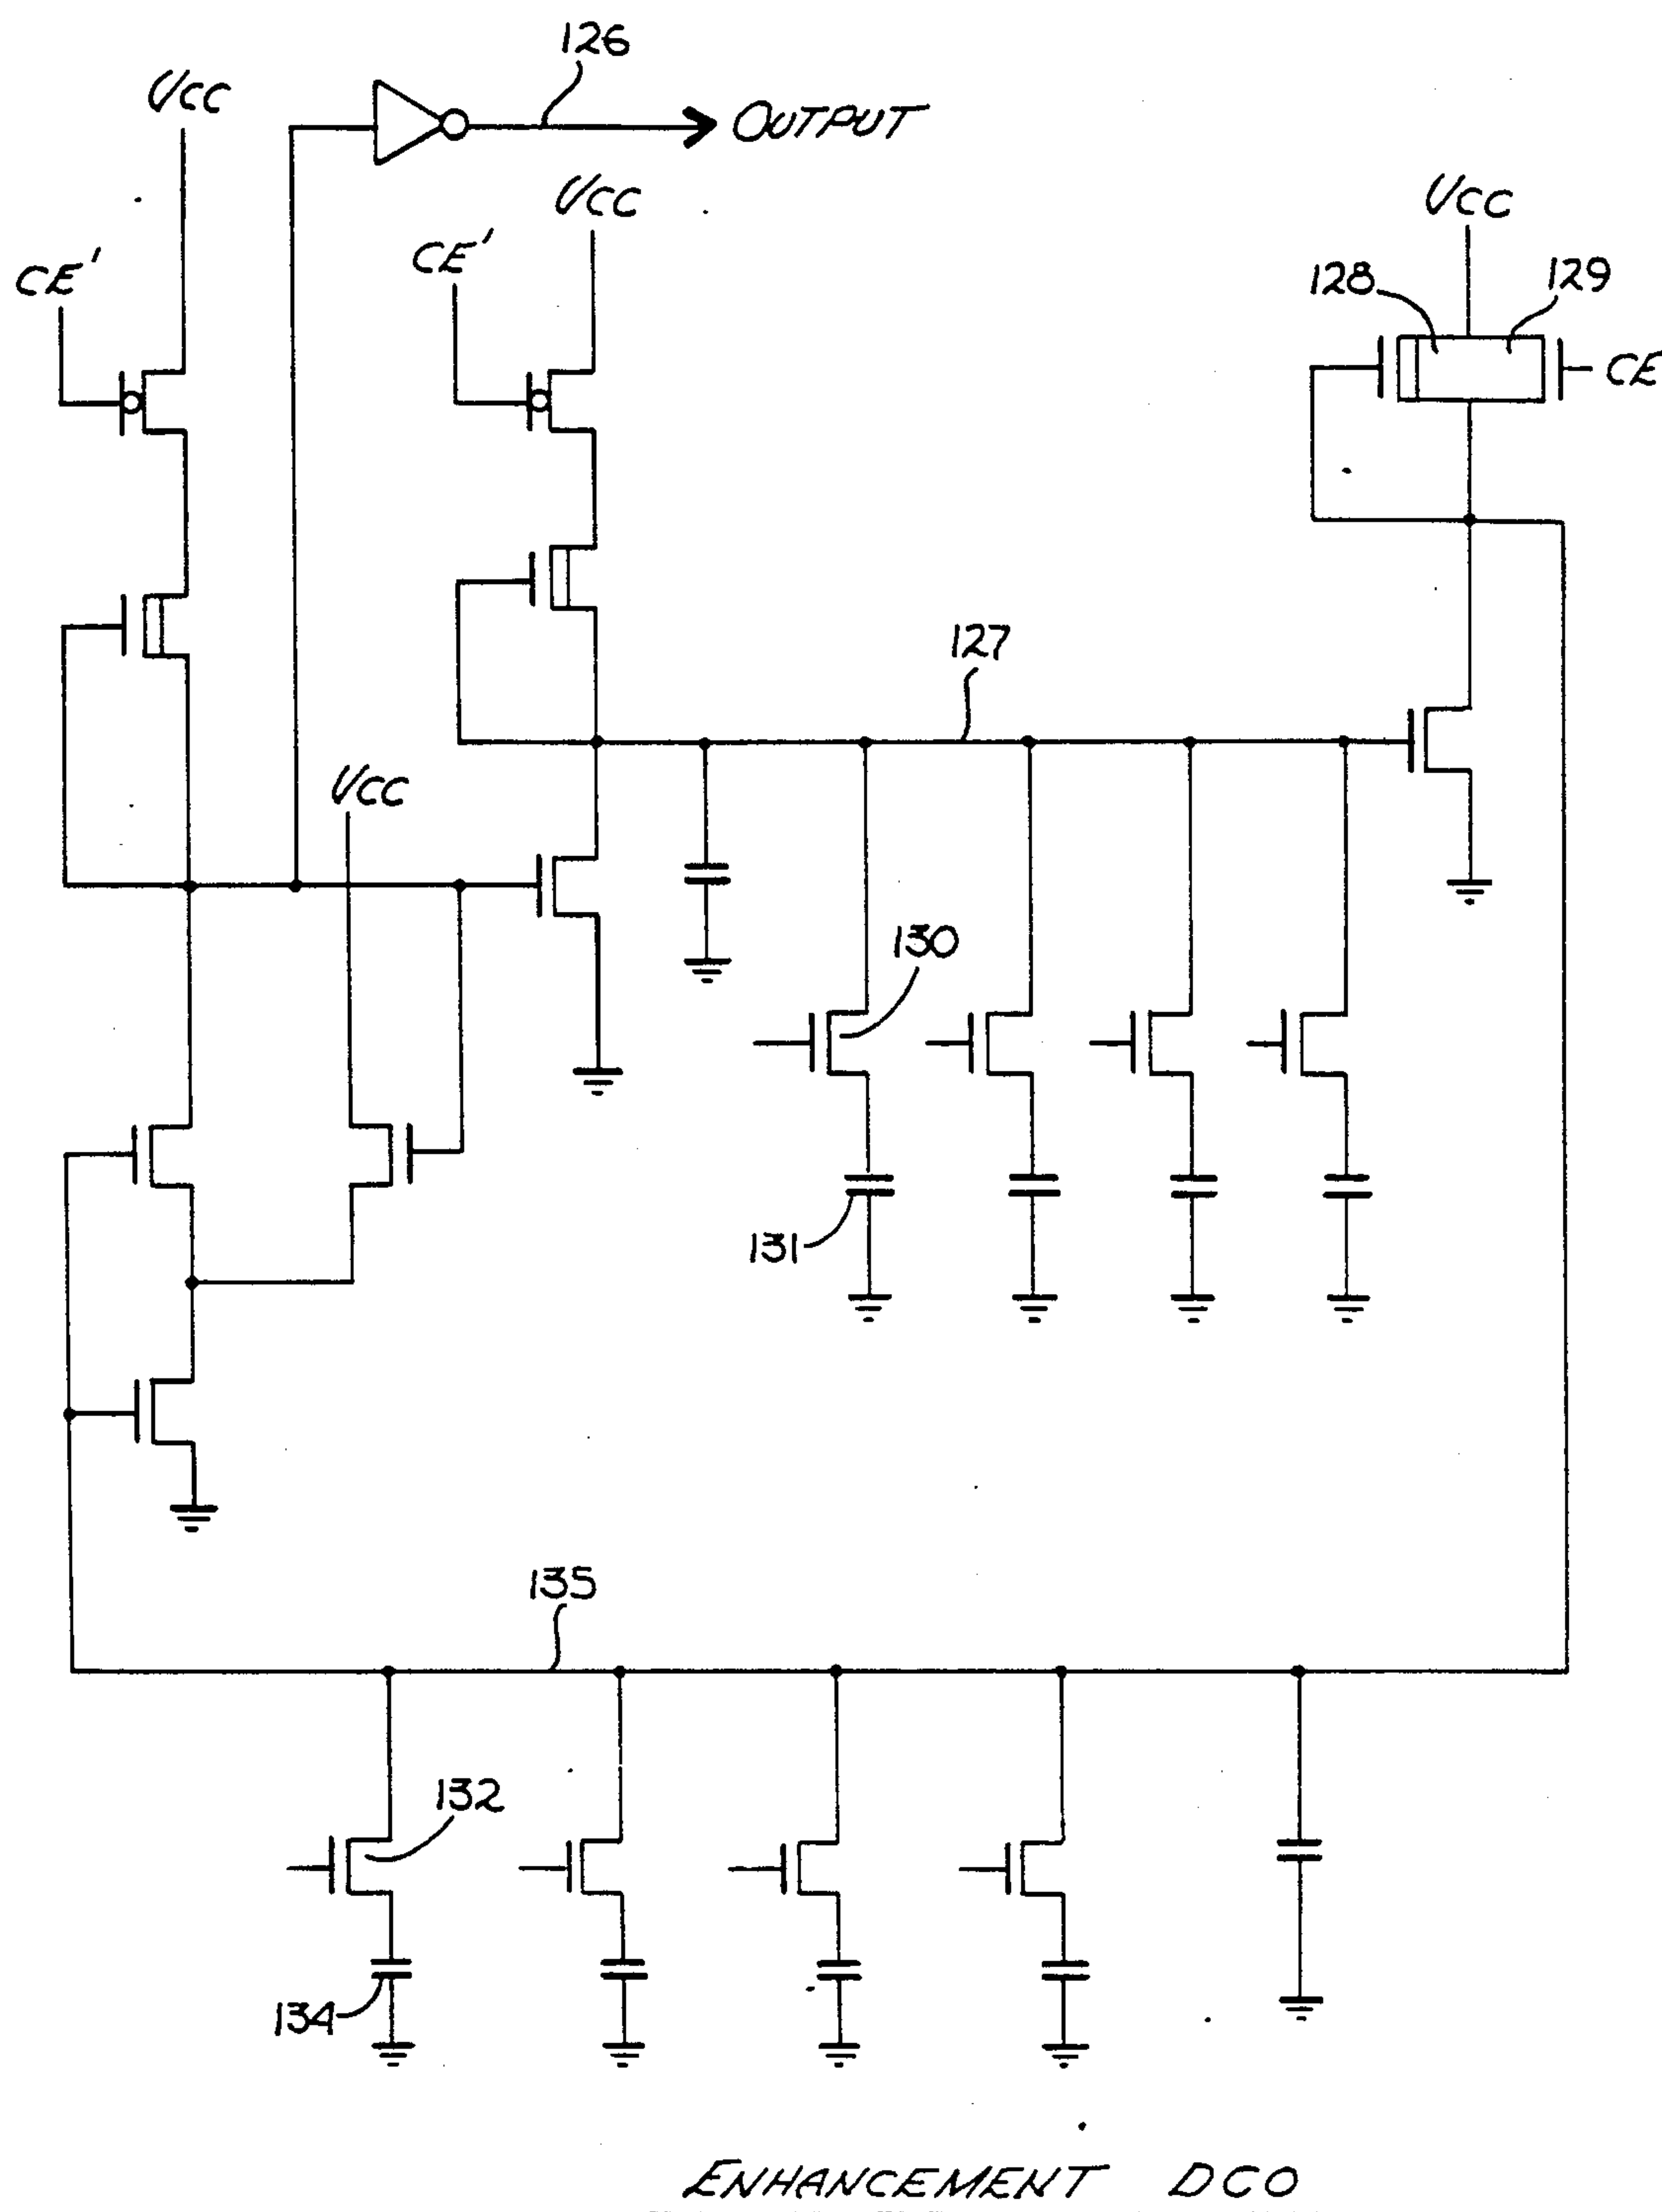 126
VCC
OUTPUT
VCC
VCC
CE'
CE'
128
129
CE
127
VCC
130
131
135
132
134
ENHANCEMENT DCO